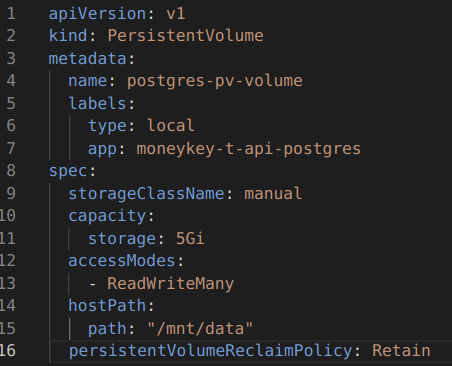 1 apiVersion: v1
2 kind: PersistentVolume
3 metadata:
4   name: postgres-pv-volume
5   labels:
6     type: local
7     app: moneykey-t-api-postgres
8 spec:
9   storageClassName: manual
10   capacity:
11     storage: 5Gi
12   accessModes:
13     - ReadWriteMany
14   hostPath:
15     path: "/mnt/data"
16   persistentVolumeReclaimPolicy: Retain